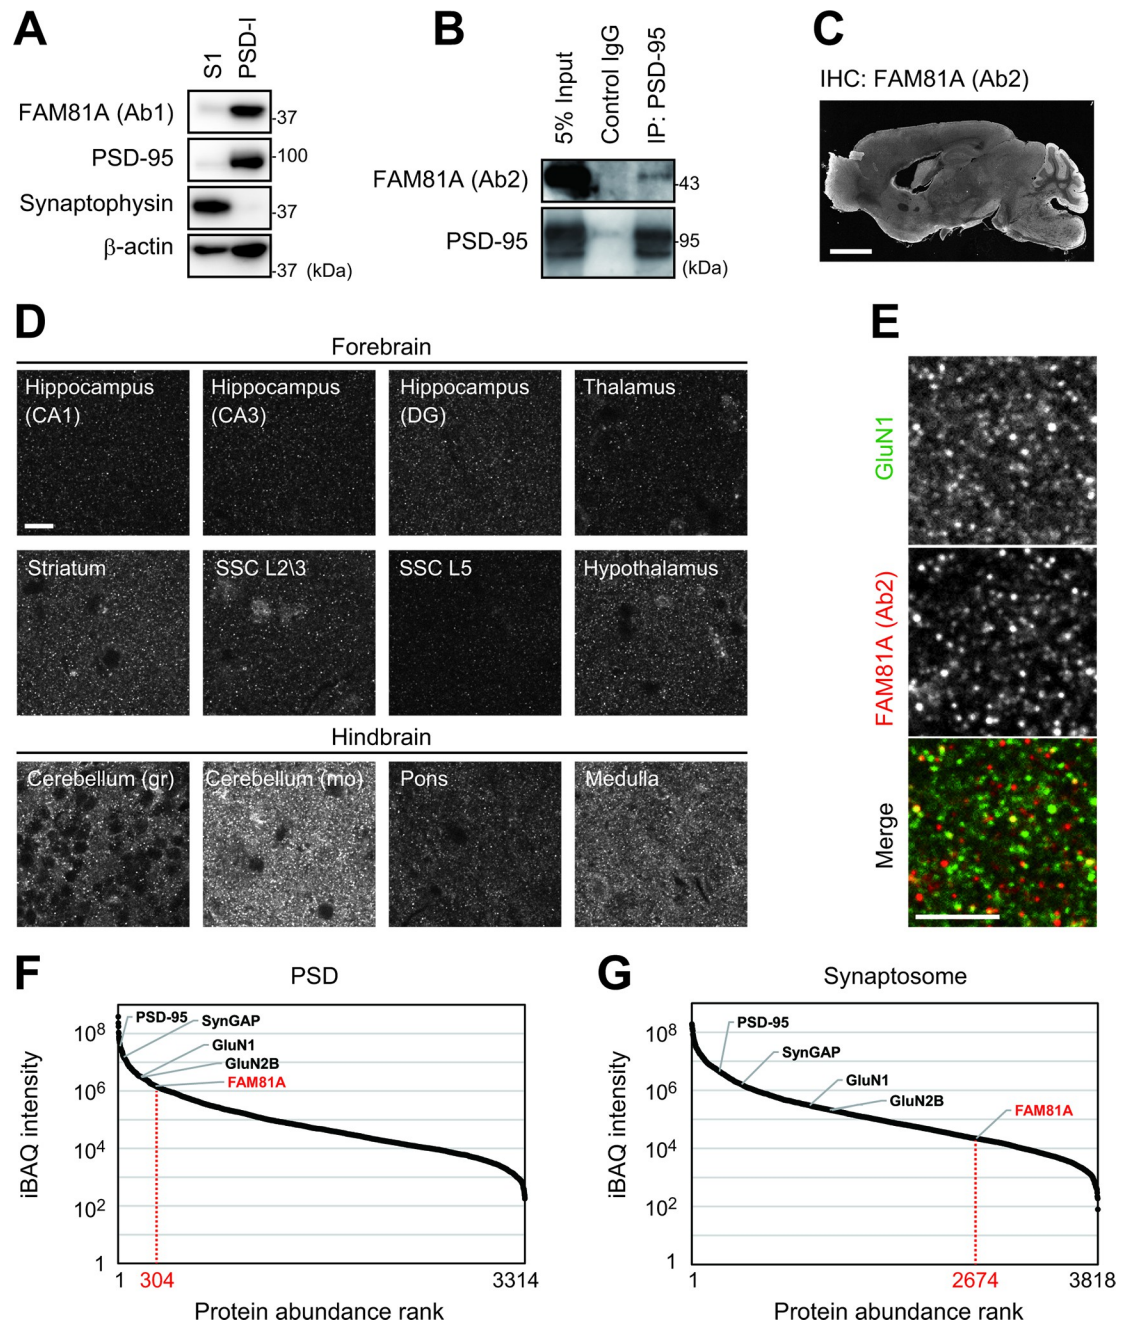 A
S1
PSD-I
FAM81A (Ab1)
-37
PSD-95
-100
Synaptophysin
-37
β-actin
-37 (kDa)
B
5% Input
Control IgG
IP: PSD-95
FAM81A (Ab2)
-43
PSD-95
-95
(kDa)
C
IHC: FAM81A (Ab2)
D
Forebrain
Hippocampus
(CA1)
Hippocampus
(CA3)
Hippocampus
(DG)
Thalamus
Striatum
SSC L2\3
SSC L5
Hypothalamus
Hindbrain
Cerebellum (gr)
Cerebellum (mo)
Pons
Medulla
E
GluN1
FAM81A (Ab2)
Merge
F
PSD
iBAQ intensity
10^8
10^6
10^4
10^2
1
PSD-95
SynGAP
GluN1
GluN2B
FAM81A
1
304
3314
Protein abundance rank
G
Synaptosome
iBAQ intensity
10^8
10^6
10^4
10^2
1
PSD-95
SynGAP
GluN1
GluN2B
FAM81A
1
2674
3818
Protein abundance rank